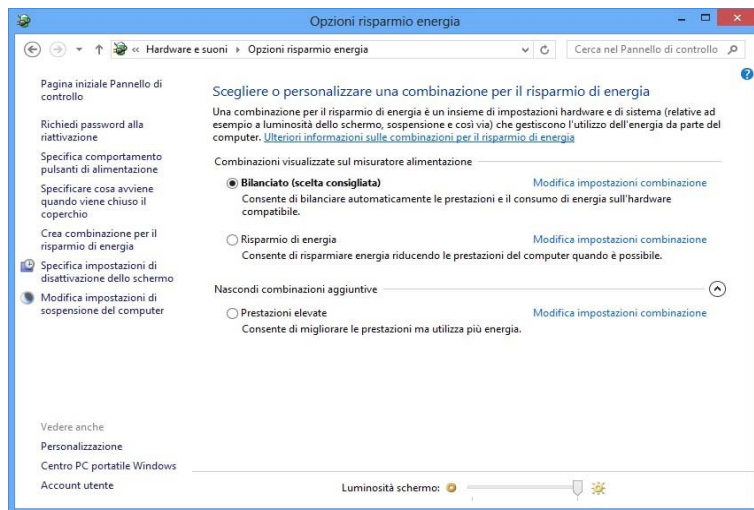 Opzioni risparmio energia
« Hardware e suoni ▸ Opzioni risparmio energia
Cerca nel Pannello di controllo
Pagina iniziale Pannello di
controllo
Richiedi password alla
riattivazione
Specifica comportamento
pulsanti di alimentazione
Specificare cosa avviene
quando viene chiuso il
coperchio
Crea combinazione per il
risparmio di energia
Specifica impostazioni di
disattivazione dello schermo
Modifica impostazioni di
sospensione del computer
Vedere anche
Personalizzazione
Centro PC portatile Windows
Account utente
Scegliere o personalizzare una combinazione per il risparmio di energia
Una combinazione per il risparmio di energia è un insieme di impostazioni hardware e di sistema (relative ad
esempio a luminosità dello schermo, sospensione e così via) che gestiscono l'utilizzo dell'energia da parte del
computer. Ulteriori informazioni sulle combinazioni per il risparmio di energia
Combinazioni visualizzate sul misuratore alimentazione
Bilanciato (scelta consigliata) Modifica impostazioni combinazione
Consente di bilanciare automaticamente le prestazioni e il consumo di energia sull'hardware
compatibile.
Risparmio di energia Modifica impostazioni combinazione
Consente di risparmiare energia riducendo le prestazioni del computer quando è possibile.
Nascondi combinazioni aggiuntive
Prestazioni elevate Modifica impostazioni combinazione
Consente di migliorare le prestazioni ma utilizza più energia.
Luminosità schermo: